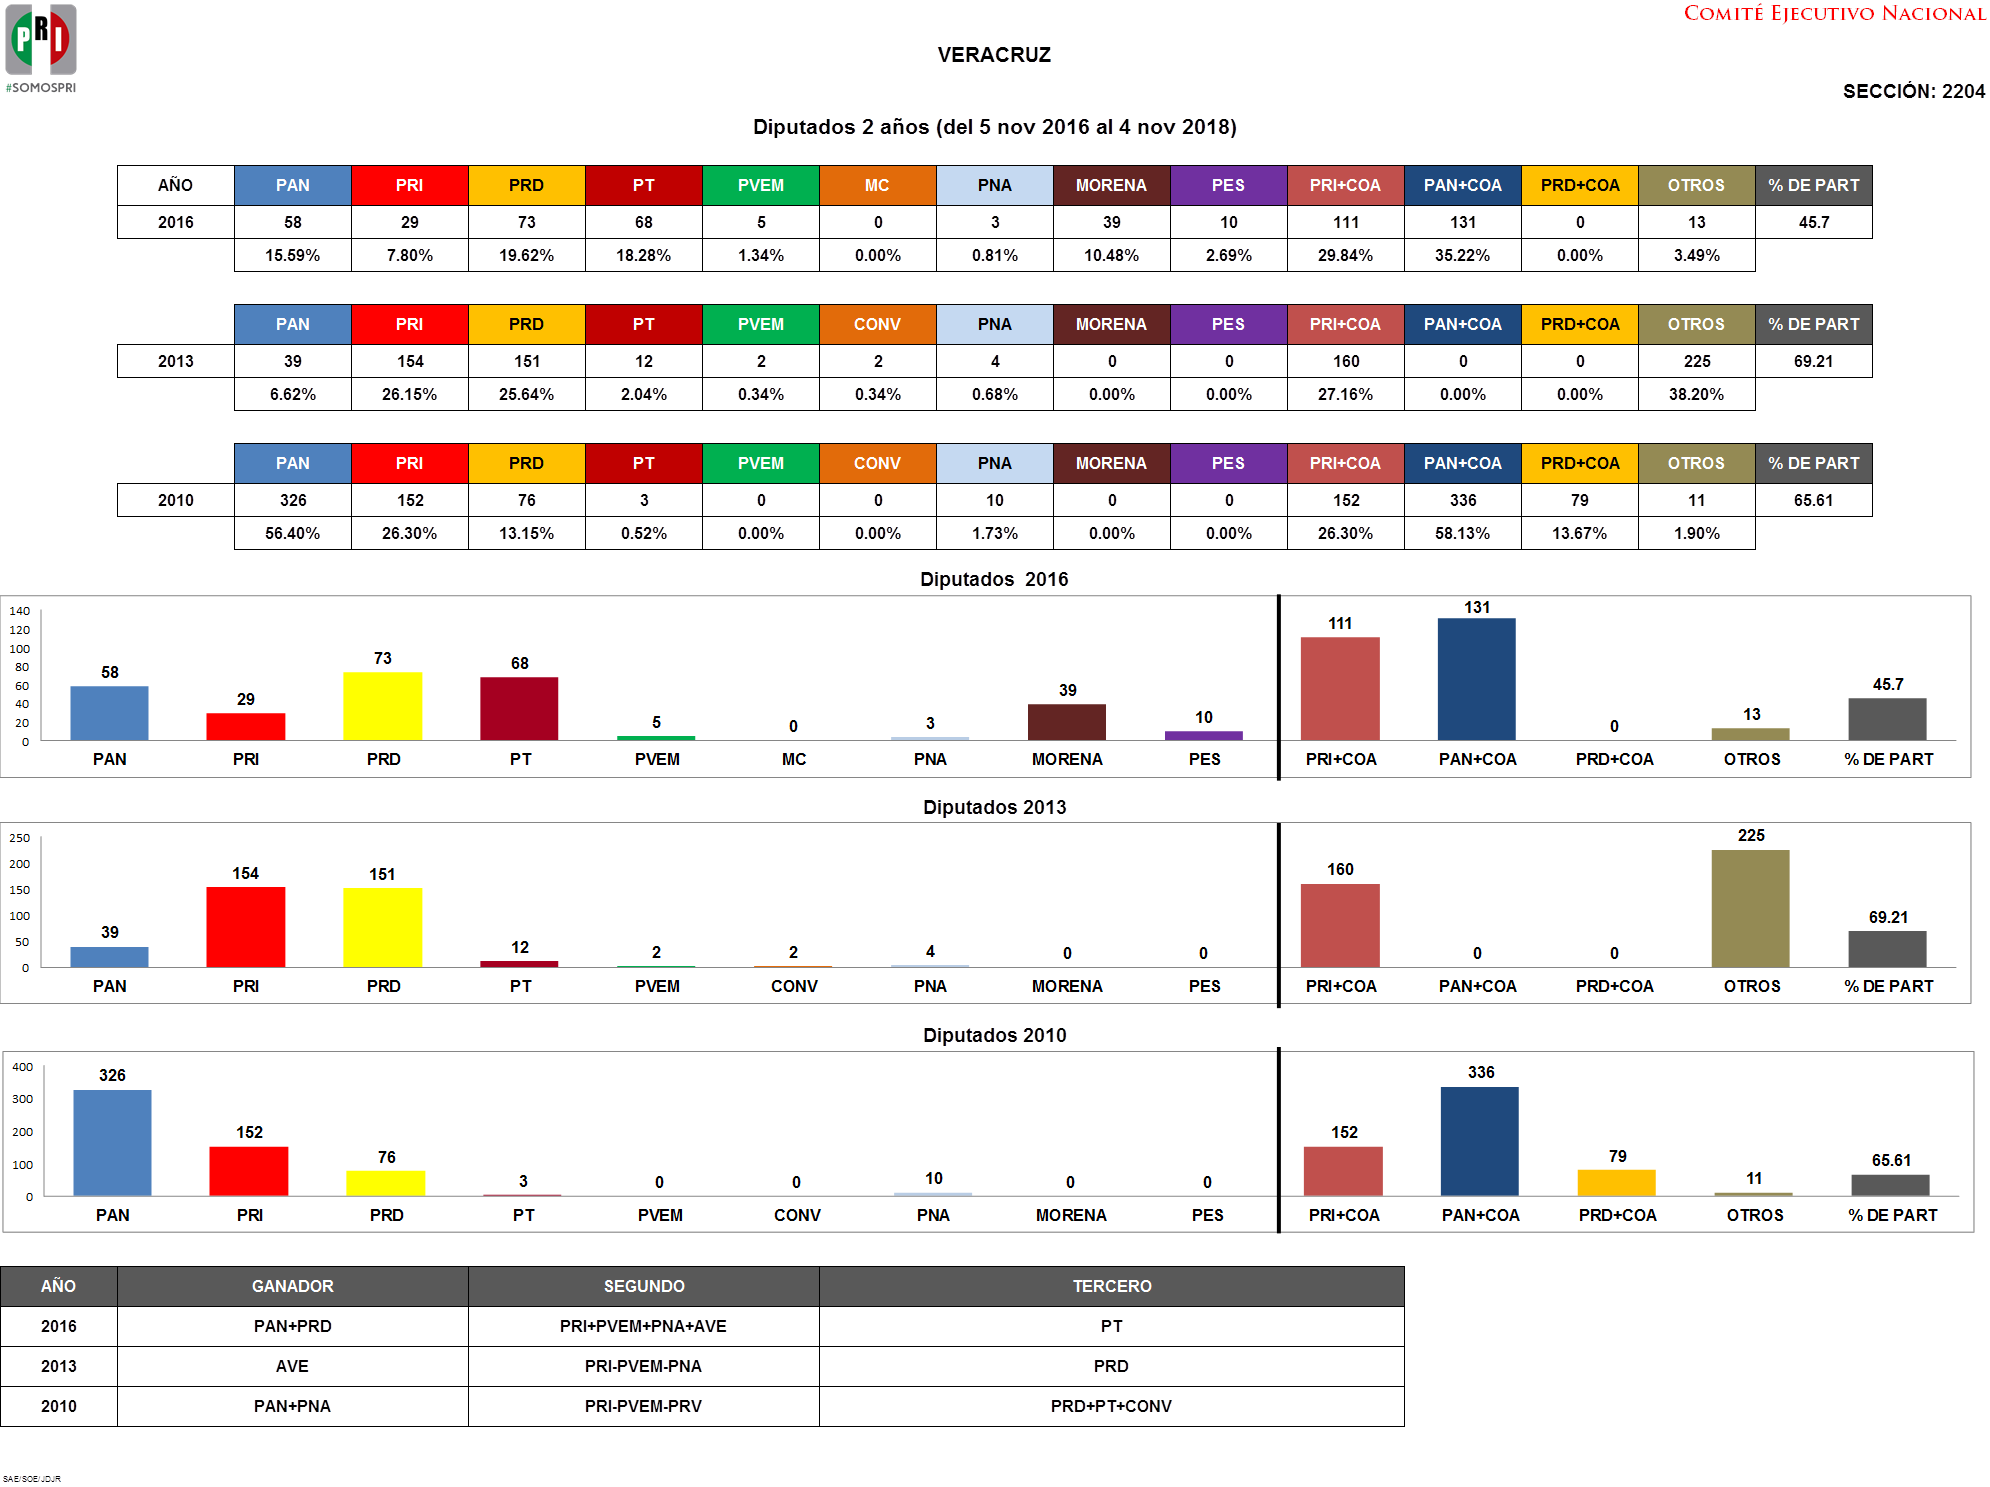 PRI
#SOMOSPRI
COMITÉ EJECUTIVO NACIONAL
VERACRUZ
SECCIÓN: 2204
Diputados 2 años (del 5 nov 2016 al 4 nov 2018)
AÑO PAN PRI PRD PT PVEM MC PNA MORENA PES PRI+COA PAN+COA PRD+COA OTROS % DE PART
2016 58 29 73 68 5 0 3 39 10 111 131 0 13 45.7
15.59% 7.80% 19.62% 18.28% 1.34% 0.00% 0.81% 10.48% 2.69% 29.84% 35.22% 0.00% 3.49%
PAN PRI PRD PT PVEM CONV PNA MORENA PES PRI+COA PAN+COA PRD+COA OTROS % DE PART
2013 39 154 151 12 2 2 4 0 0 160 0 0 225 69.21
6.62% 26.15% 25.64% 2.04% 0.34% 0.34% 0.68% 0.00% 0.00% 27.16% 0.00% 0.00% 38.20%
PAN PRI PRD PT PVEM CONV PNA MORENA PES PRI+COA PAN+COA PRD+COA OTROS % DE PART
2010 326 152 76 3 0 0 10 0 0 152 336 79 11 65.61
56.40% 26.30% 13.15% 0.52% 0.00% 0.00% 1.73% 0.00% 0.00% 26.30% 58.13% 13.67% 1.90%
Diputados 2016
140
120
100
80
60
40
20
0
58 29 73 68 5 0 3 39 10 111 131 0 13 45.7
PAN PRI PRD PT PVEM MC PNA MORENA PES PRI+COA PAN+COA PRD+COA OTROS % DE PART
Diputados 2013
250
200
150
100
50
0
39 154 151 12 2 2 4 0 0 160 0 0 225 69.21
PAN PRI PRD PT PVEM CONV PNA MORENA PES PRI+COA PAN+COA PRD+COA OTROS % DE PART
Diputados 2010
400
300
200
100
0
326 152 76 3 0 0 10 0 0 152 336 79 11 65.61
PAN PRI PRD PT PVEM CONV PNA MORENA PES PRI+COA PAN+COA PRD+COA OTROS % DE PART
AÑO GANADOR SEGUNDO TERCERO
2016 PAN+PRD PRI+PVEM+PNA+AVE PT
2013 AVE PRI-PVEM-PNA PRD
2010 PAN+PNA PRI-PVEM-PRV PRD+PT+CONV
SAE/SOE/JDJR